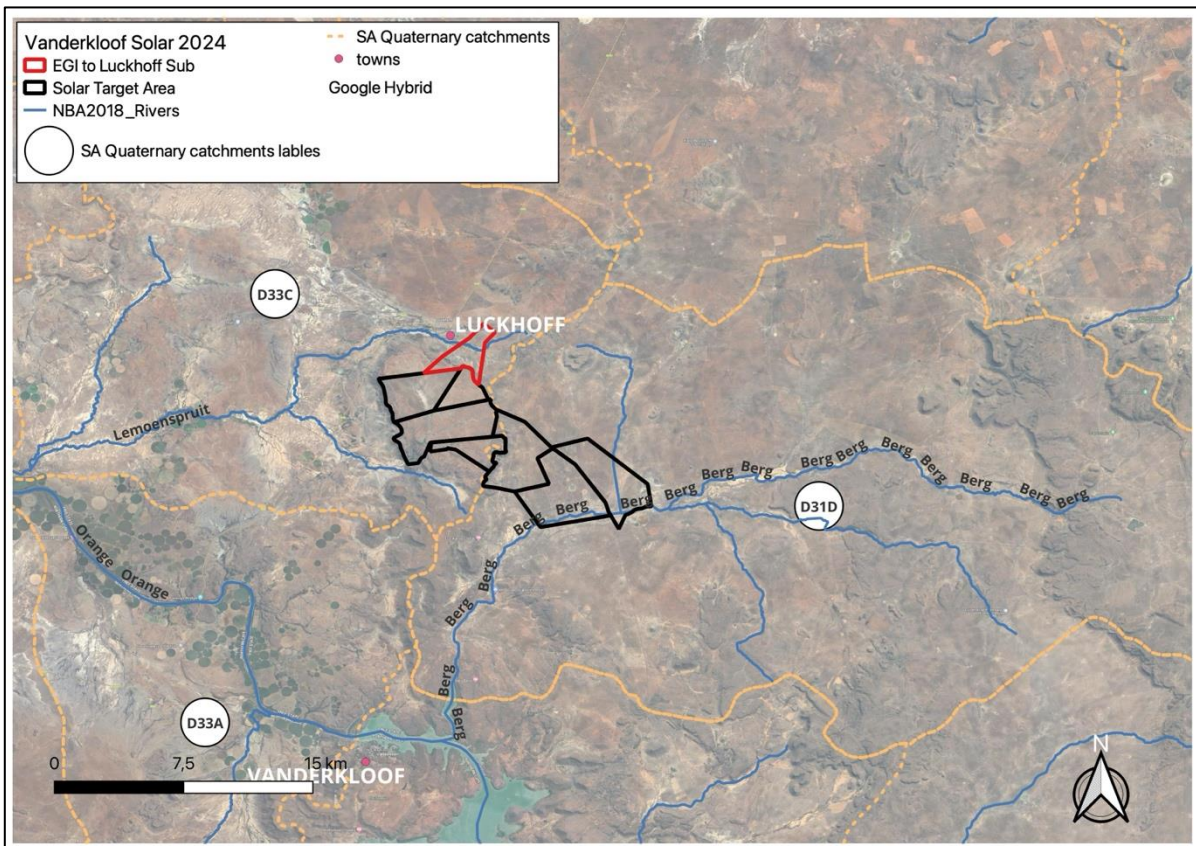 Vanderkloof Solar 2024
EGI to Luckhoff Sub
Solar Target Area
NBA2018_Rivers
SA Quaternary catchments lables
SA Quaternary catchments
towns
Google Hybrid
D33C
LUCKHOFF
Lemoenspruit
Berg Berg Berg Berg Berg Berg Berg Berg Berg Berg Berg
Berg Berg Berg
D31D
Orange Orange
Berg
Berg
Berg
Berg
D33A
0 7,5 15 km
VANDERKLOOF
N